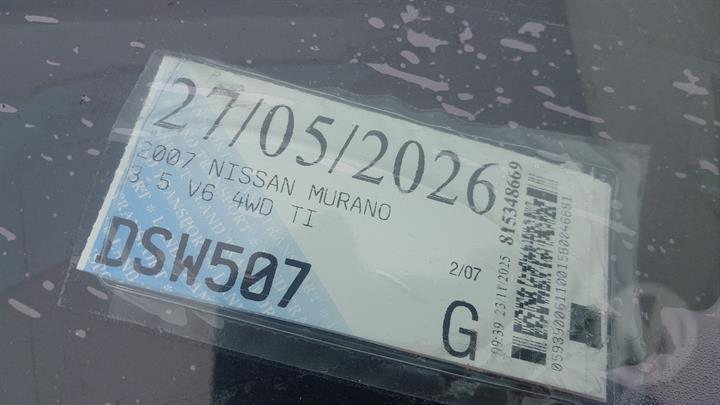 27/05/2026
2007 NISSAN MURANO
3 5 V6 4WD TI
DSW507
2/07
G
815348669
09:39 23/11/2025